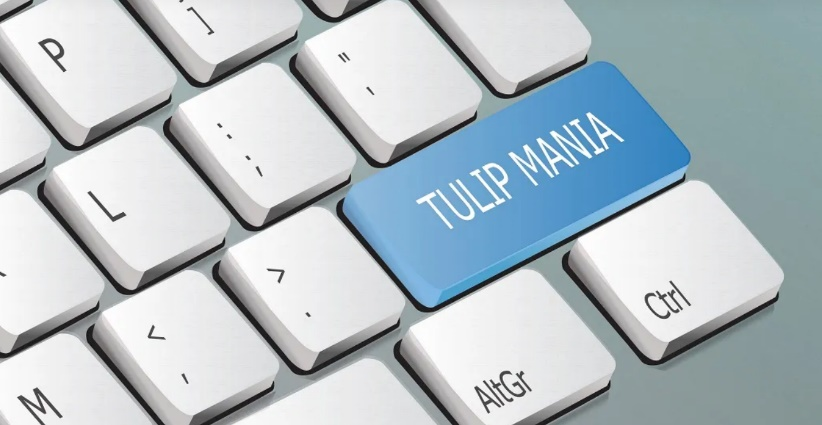 P
]
"
'
:
;
TULIP MANIA
L
>
.
Ctrl
<
,
AltGr
M